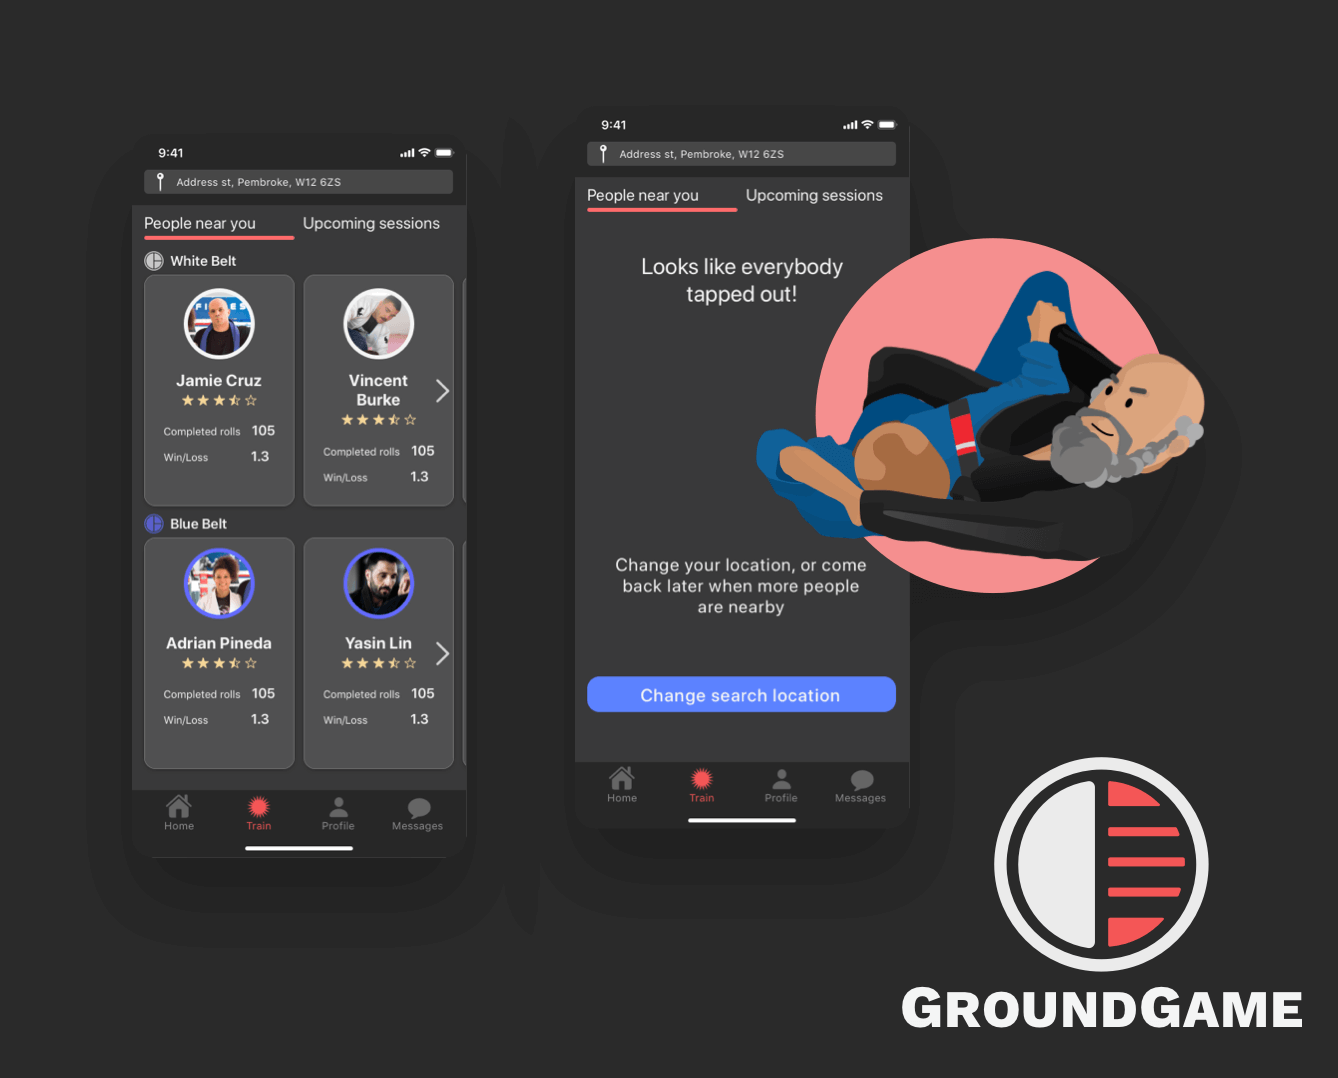 9:41
Address st, Pembroke, W12 6ZS
People near you
Upcoming sessions
White Belt
Jamie Cruz
Completed rolls 105
Win/Loss 1.3
Vincent
Burke
Completed rolls 105
Win/Loss 1.3
Blue Belt
Adrian Pineda
Completed rolls 105
Win/Loss 1.3
Yasin Lin
Completed rolls 105
Win/Loss 1.3
Home
Train
Profile
Messages
9:41
Address st, Pembroke, W12 6ZS
People near you
Upcoming sessions
Looks like everybody
tapped out!
Change your location, or come
back later when more people
are nearby
Change search location
Home
Train
Profile
Messages
GROUNDGAME